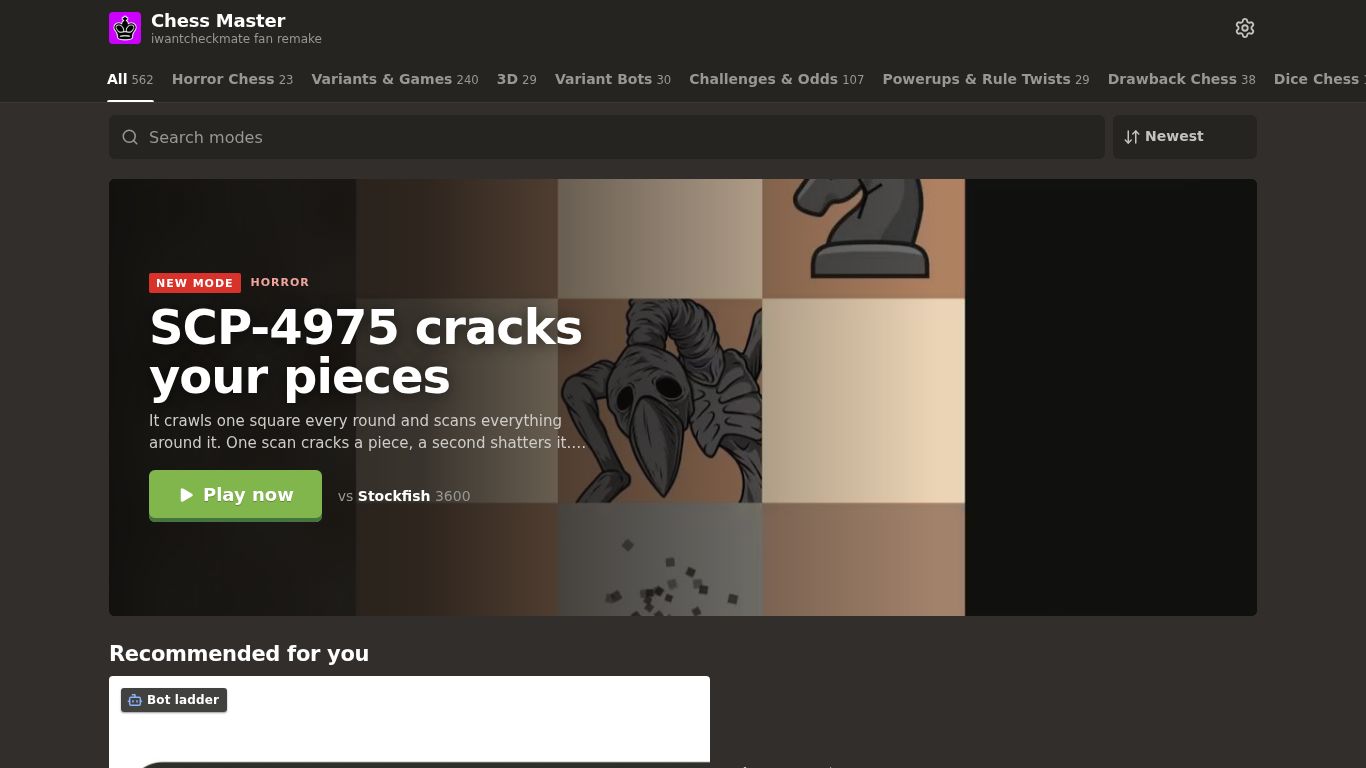 Chess Master
iwantcheckmate fan remake
All 562 Horror Chess 23 Variants & Games 240 3D 29 Variant Bots 30 Challenges & Odds 107 Powerups & Rule Twists 29 Drawback Chess 38 Dice Chess
Search modes
Newest
NEW MODE HORROR
SCP-4975 cracks
your pieces
It crawls one square every round and scans everything
around it. One scan cracks a piece, a second shatters it....
Play now vs Stockfish 3600
Recommended for you
Bot ladder